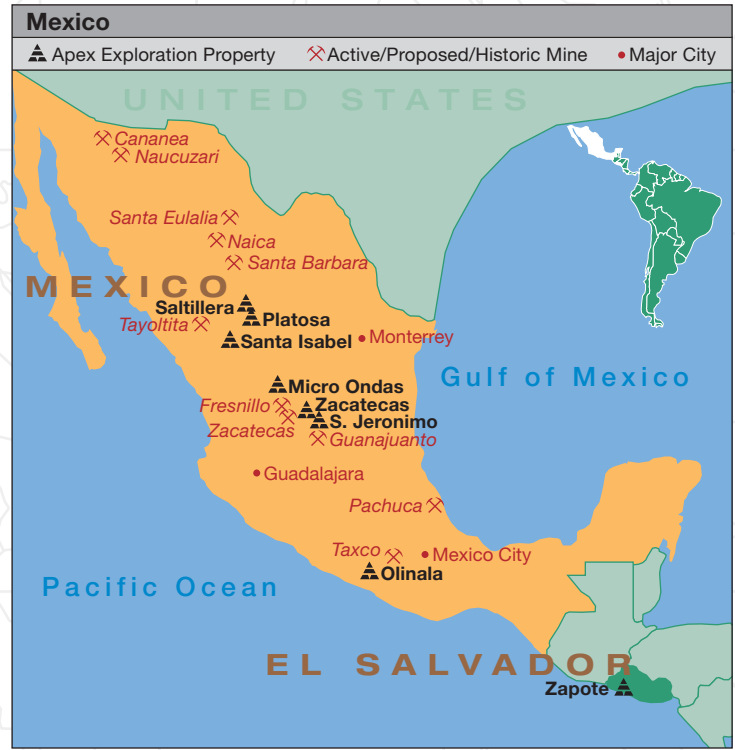 Mexico
Apex Exploration Property Active/Proposed/Historic Mine Major City
UNITED STATES
Cananea
Naucuzari
Santa Eulalia
Naica
Santa Barbara
MEXICO
Saltillera
Platosa
Tayoltita
Santa Isabel
Monterrey
Gulf of Mexico
Micro Ondas
Fresnillo
Zacatecas
S. Jeronimo
Zacatecas
Guanajuanto
Guadalajara
Pachuca
Taxco
Mexico City
Olinala
Pacific Ocean
EL SALVADOR
Zapote